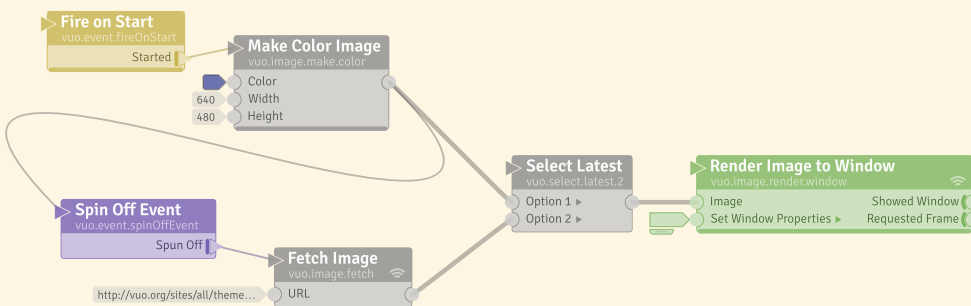 Fire on Start
vuo.event.fireOnStart
Started
Make Color Image
vuo.image.make.color
Color
640 Width
480 Height
Select Latest
vuo.select.latest.2
Option 1
Option 2
Render Image to Window
vuo.image.render.window
Image Showed Window
Set Window Properties Requested Frame
Spin Off Event
vuo.event.spinOffEvent
Spun Off
Fetch Image
vuo.image.fetch
http://vuo.org/sites/all/theme... URL